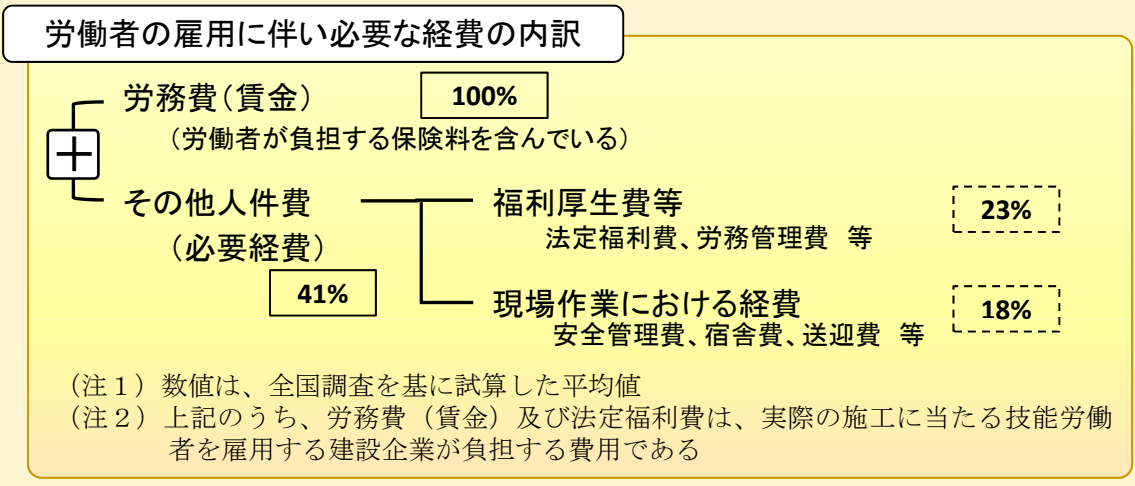 労働者の雇用に伴い必要な経費の内訳
労務費(賃金) 100%
(労働者が負担する保険料を含んでいる)
+
その他人件費
(必要経費)
41%
福利厚生費等 23%
法定福利費、労務管理費 等
現場作業における経費 18%
安全管理費、宿舎費、送迎費 等
(注1)数値は、全国調査を基に試算した平均値
(注2)上記のうち、労務費(賃金)及び法定福利費は、実際の施工に当たる技能労働
者を雇用する建設企業が負担する費用である